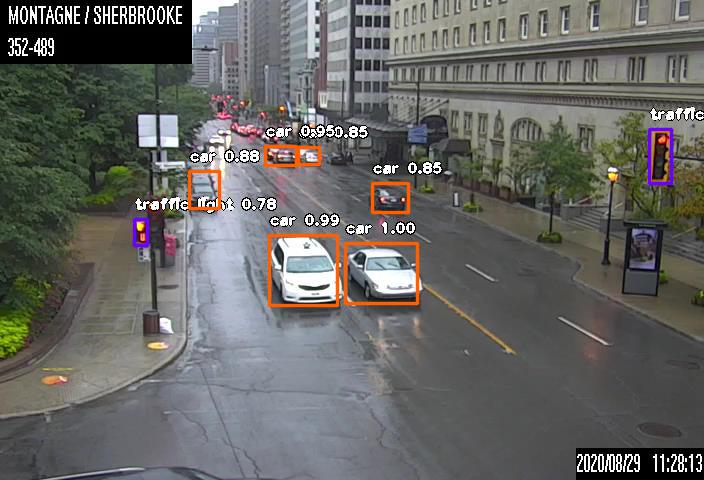 MONTAGNE / SHERBROOKE
352-489
traffic
car 0.950.85
car 0.88
car 0.85
traffic light 0.78
car 0.99
car 1.00
2020/08/29 11:28:13